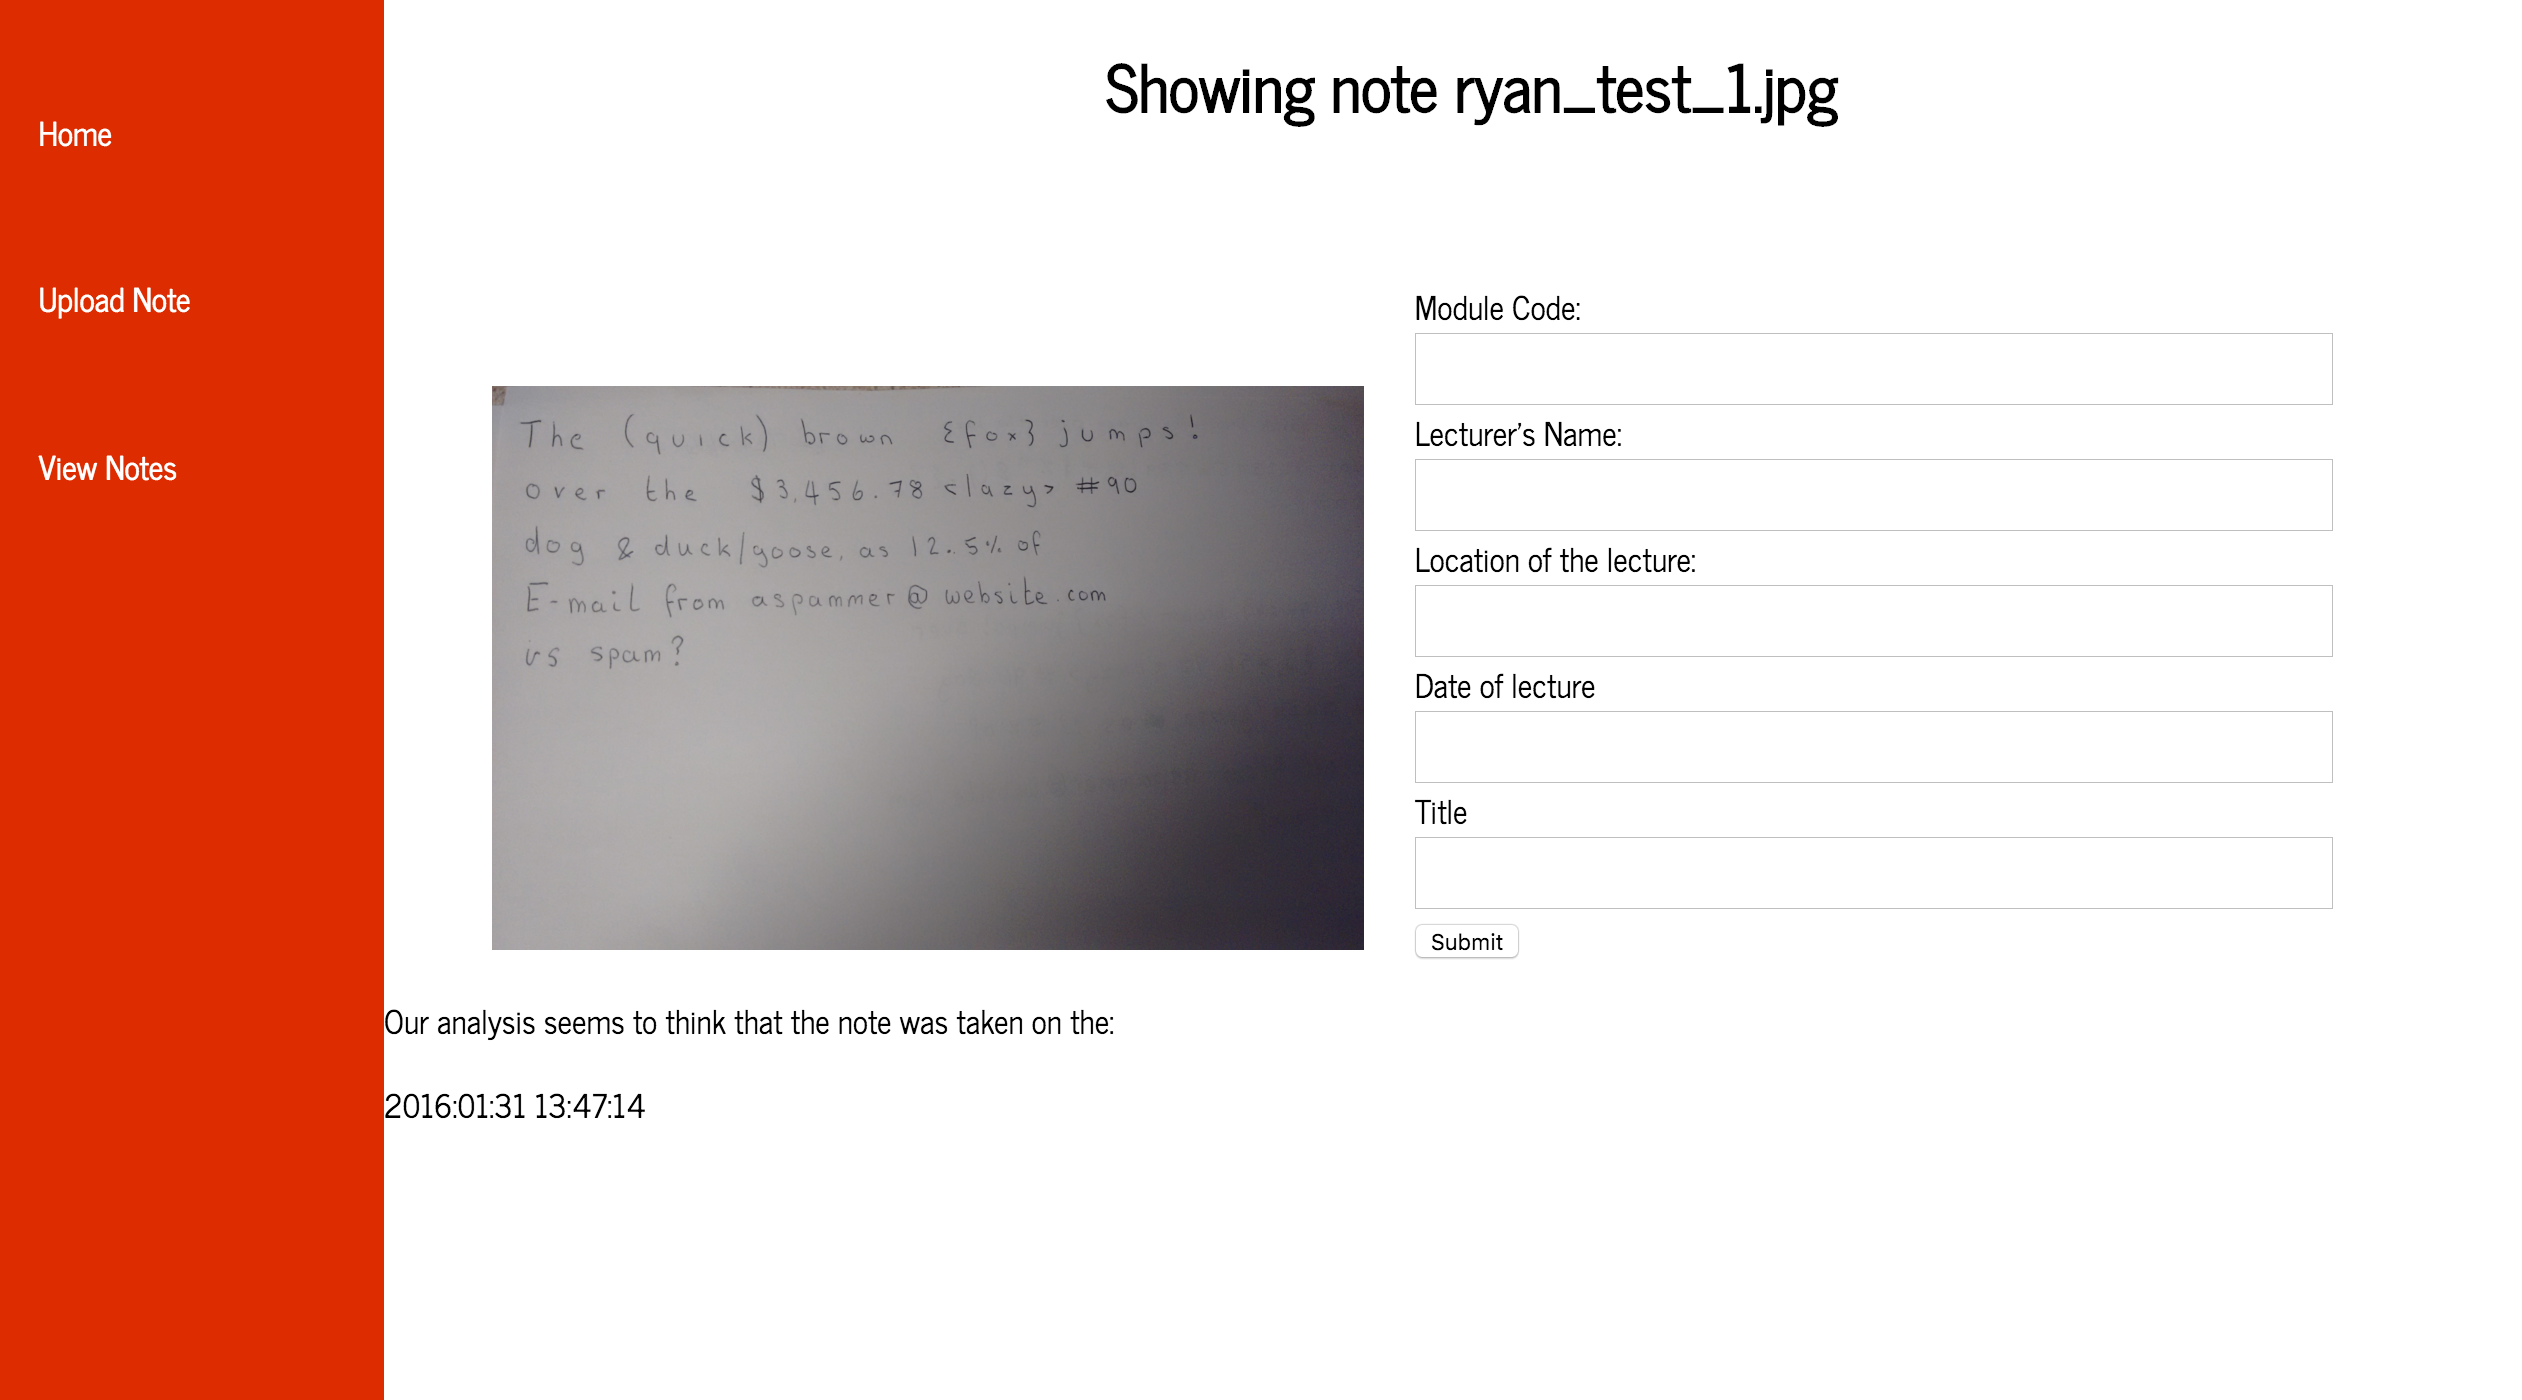 Showing note ryan_test_1.jpg
Home
Upload Note
View Notes
The (quick) brown {fox} jumps!
over the $3,456.78 <lazy> #90
dog & duck/goose, as 12.5% of
E-mail from aspammer@website.com
is spam?
Module Code:
Lecturer's Name:
Location of the lecture:
Date of lecture
Title
Submit
Our analysis seems to think that the note was taken on the:
2016:01:31 13:47:14